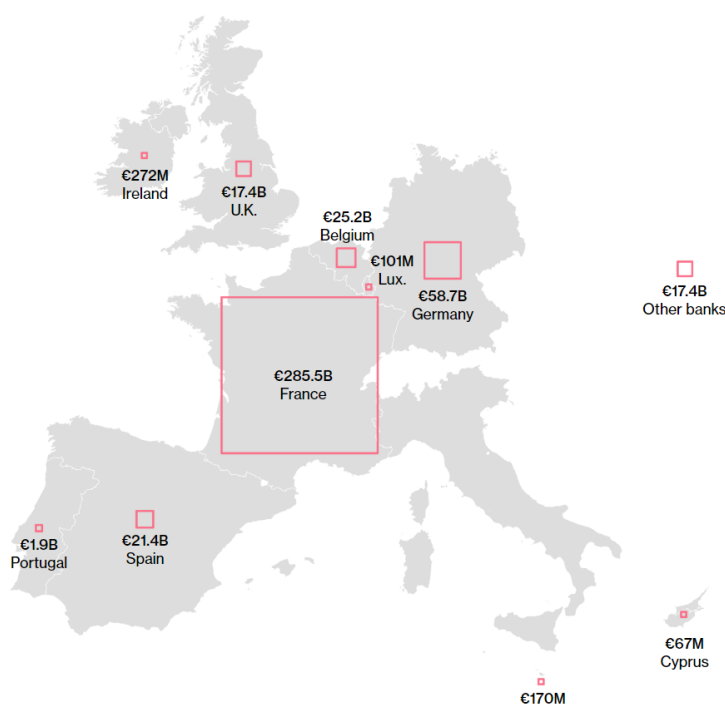 €272M
Ireland
€17.4B
U.K.
€25.2B
Belgium
€101M
Lux.
€58.7B
Germany
€17.4B
Other banks
€285.5B
France
€1.9B
Portugal
€21.4B
Spain
€67M
Cyprus
€170M